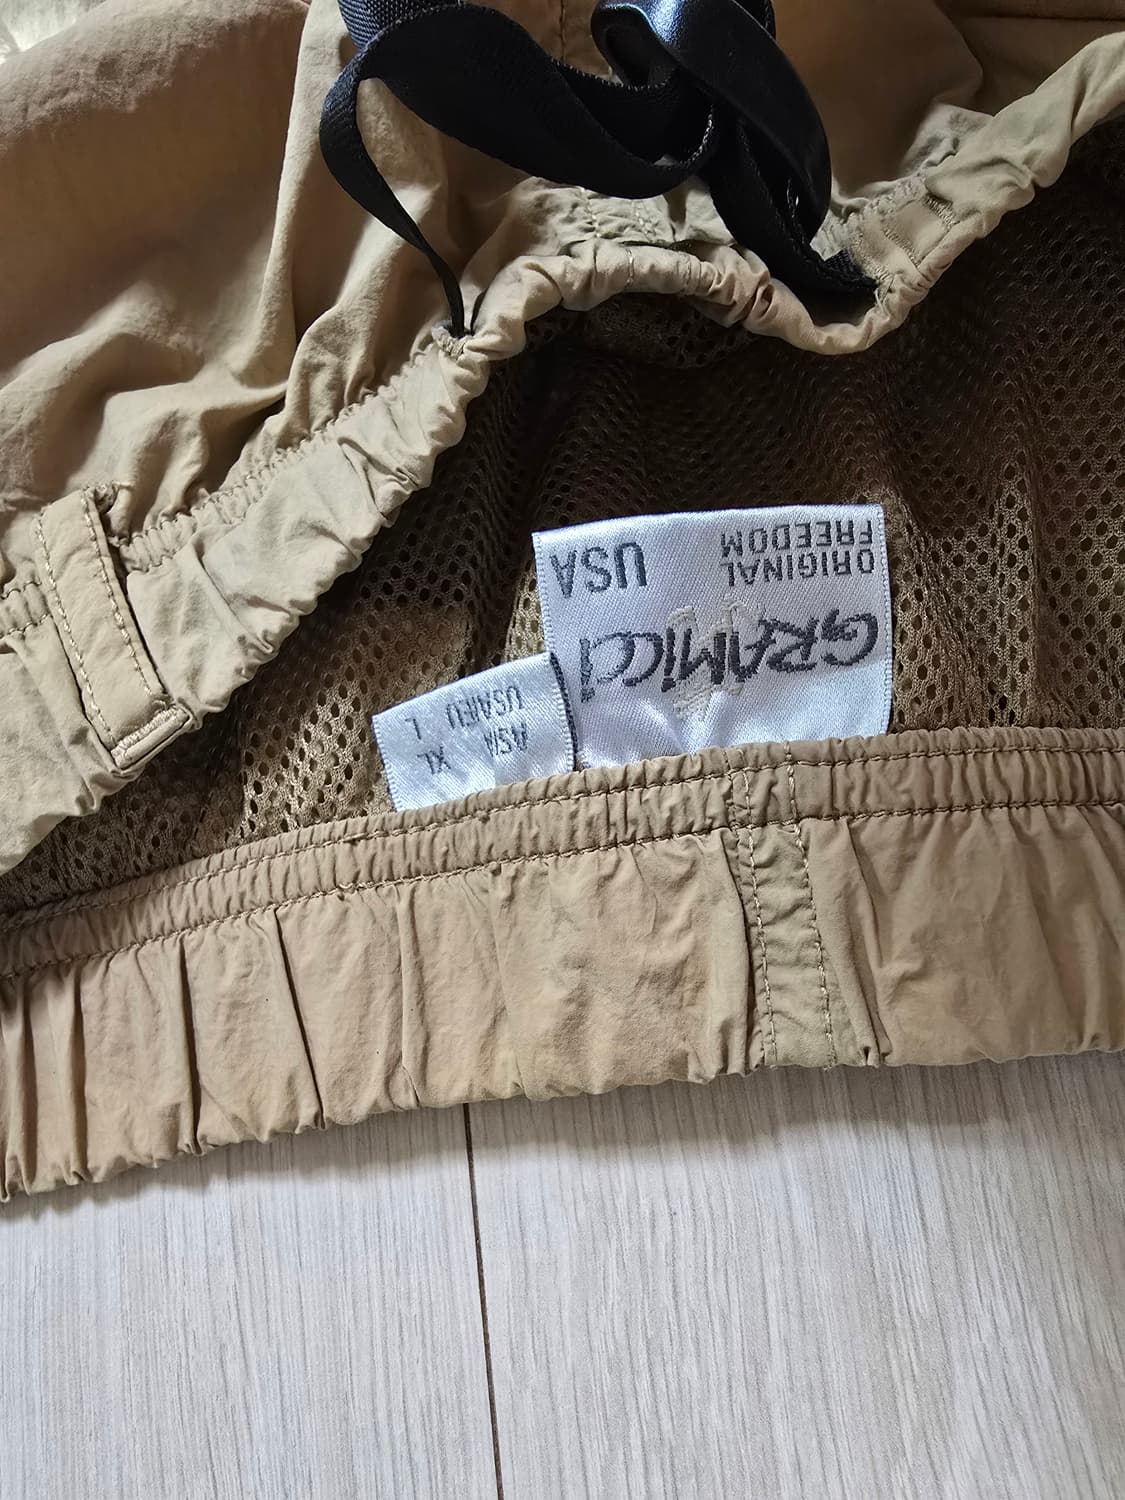 GRAMiCCi
ORIGINAL
FREEDOM
USA
ASIA
XL
USA/EU
L